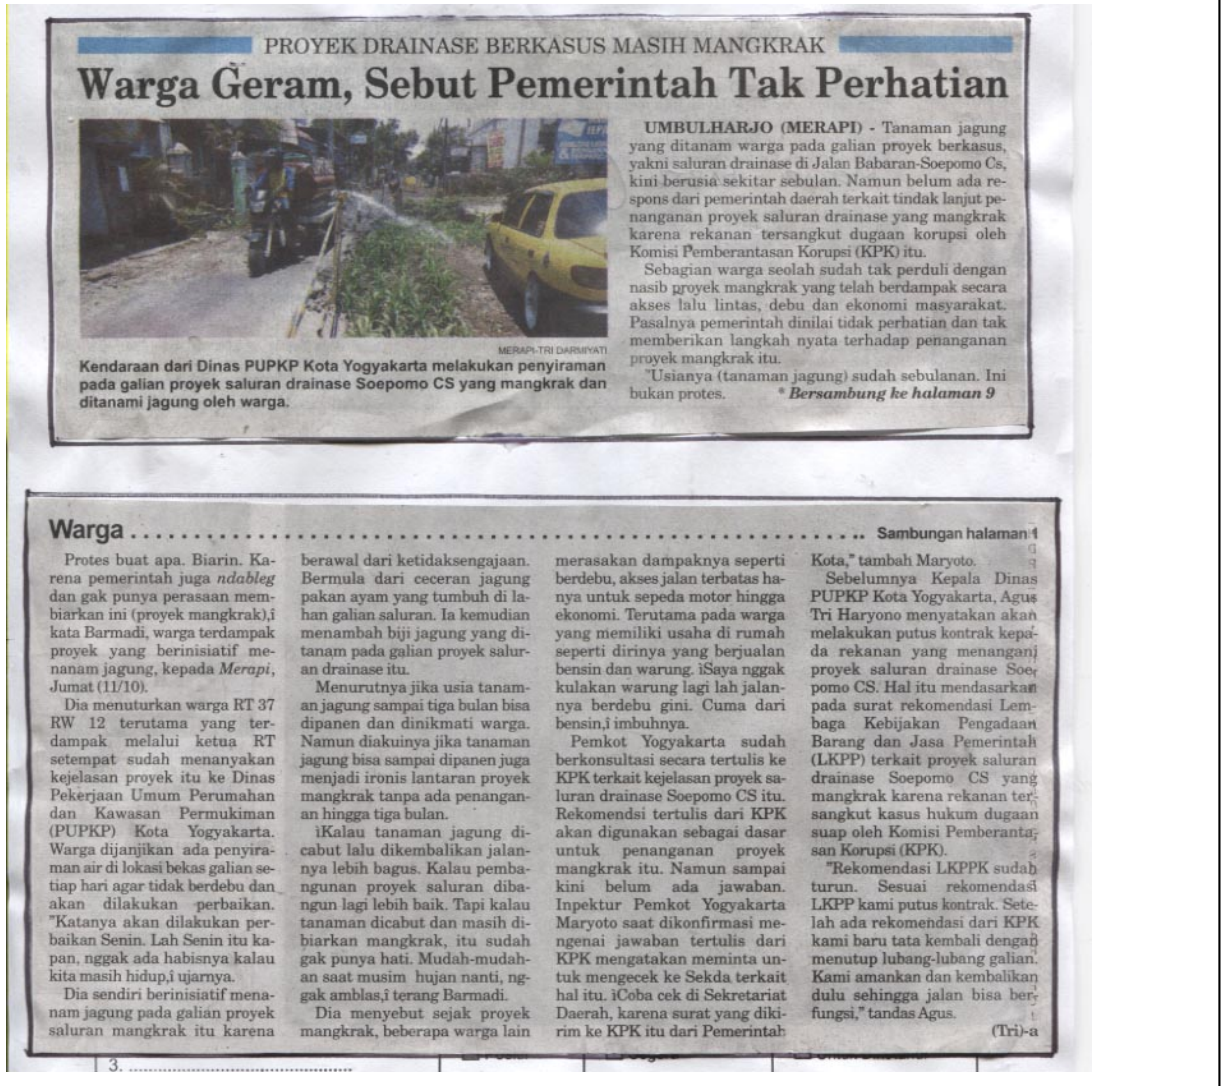 PROYEK DRAINASE BERKASUS MASIH MANGKRAK
Warga Geram, Sebut Pemerintah Tak Perhatian
MERAPI-TRI DARMIYATI
Kendaraan dari Dinas PUPKP Kota Yogyakarta melakukan penyiraman
pada galian proyek saluran drainase Soepomo CS yang mangkrak dan
ditanami jagung oleh warga.
UMBULHARJO (MERAPI) - Tanaman jagung
yang ditanam warga pada galian proyek berkasus,
yakni saluran drainase di Jalan Babaran-Soepomo Cs,
kini berusia sekitar sebulan. Namun belum ada re-
spons dari pemerintah daerah terkait tindak lanjut pe-
nanganan proyek saluran drainase yang mangkrak
karena rekanan tersangkut dugaan korupsi oleh
Komisi Pemberantasan Korupsi (KPK) itu.
Sebagian warga seolah sudah tak perduli dengan
nasib proyek mangkrak yang telah berdampak secara
akses lalu lintas, debu dan ekonomi masyarakat.
Pasalnya pemerintah dinilai tidak perbatian dan tak
memberikan langkah nyata terhadap penanganan
proyek mangkrak itu.
"Usianya (tanaman jagung) sudah sebulanan. Ini
bukan protes. * Bersambung ke halaman 9
Warga Sambungan halaman 1
Protes buat apa. Biarin. Ka-
rena pemerintah juga ndableg
dan gak punya perasaan mem-
biarkan ini (proyek mangkrak),î
kata Barmadi, warga terdampak
proyek yang berinisiatif me-
nanam jagung, kepada Merapi,
Jumat (11/10).
Dia menuturkan warga RT 37
RW 12 terutama yang ter-
dampak melalui ketua RT
setempat sudah menanyakan
kejelasan proyek itu ke Dinas
Pekerjaan Umum Perumahan
dan Kawasan Permukiman
(PUPKP) Kota Yogyakarta.
Warga dijanjikan ada penyira-
man air di lokasi bekas galian se-
tiap hari agar tidak berdebu dan
akan dilakukan perbaikan.
"Katanya akan dilakukan per-
baikan Senin. Lah Senin itu ka-
pan, nggak ada habisnya kalau
kita masih hidup,î ujarnya.
Dia sendiri berinisiatif mena-
nam jagung pada galian proyek
saluran mangkrak itu karena
berawal dari ketidaksengajaan.
Bermula dari ceceran jagung
pakan ayam yang tumbuh di la-
han galian saluran. Ia kemudian
menambah biji jagung yang di-
tanam pada galian proyek salur-
an drainase itu.
Menurutnya jika usia tanam-
an jagung sampai tiga bulan bisa
dipanen dan dinikmati warga.
Namun diakuinya jika tanaman
jagung bisa sampai dipanen juga
menjadi ironis lantaran proyek
mangkrak tanpa ada penangan-
an hingga tiga bulan.
ìKalau tanaman jagung di-
cabut lalu dikembalikan jalan-
nya lebih bagus. Kalau pemba-
ngunan proyek saluran diba-
ngun lagi lebih baik. Tapi kalau
tanaman dicabut dan masih di-
biarkan mangkrak, itu sudah
gak punya hati. Mudah-mudah-
an saat musim hujan nanti, ng-
gak amblas,î terang Barmadi.
Dia menyebut sejak proyek
mangkrak, beberapa warga lain
merasakan dampaknya seperti
berdebu, akses jalan terbatas ha-
nya untuk sepeda motor hingga
ekonomi. Terutama pada warga
yang memiliki usaha di rumah
seperti dirinya yang berjualan
bensin dan warung. ìSaya nggak
kulakan warung lagi lah jalan-
nya berdebu gini. Cuma dari
bensin,î imbuhnya.
Pemkot Yogyakarta sudah
berkonsultasi secara tertulis ke
KPK terkait kejelasan proyek sa-
luran drainase Soepomo CS itu.
Rekomendsi tertulis dari KPK
akan digunakan sebagai dasar
untuk penanganan proyek
mangkrak itu. Namun sampai
kini belum ada jawaban.
Inpektur Pemkot Yogyakarta
Maryoto saat dikonfirmasi me-
ngenai jawaban tertulis dari
KPK mengatakan meminta un-
tuk mengecek ke Sekda terkait
hal itu. ìCoba cek di Sekretariat
Daerah, karena surat yang diki-
rim ke KPK itu dari Pemerintah
Kota," tambah Maryoto.
Sebelumnya Kepala Dinas
PUPKP Kota Yogyakarta, Agus
Tri Haryono menyatakan akan
melakukan putus kontrak kepa-
da rekanan yang menangani
proyek saluran drainase Soe-
pomo CS. Hal itu mendasarkan
pada surat rekomendasi Lem-
baga Kebijakan Pengadaan
Barang dan Jasa Pemerintah
(LKPP) terkait proyek saluran
drainase Soepomo CS yang
mangkrak karena rekanan ter-
sangkut kasus hukum dugaan
suap oleh Komisi Pemberanta-
san Korupsi (KPK).
"Rekomendasi LKPPK sudah
turun. Sesuai rekomendasi
LKPP kami putus kontrak. Sete-
lah ada rekomendasi dari KPK
kami baru tata kembali dengan
menutup lubang-lubang galian.
Kami amankan dan kembalikan
dulu sehingga jalan bisa ber-
fungsi," tandas Agus.
(Tri)-a
3.